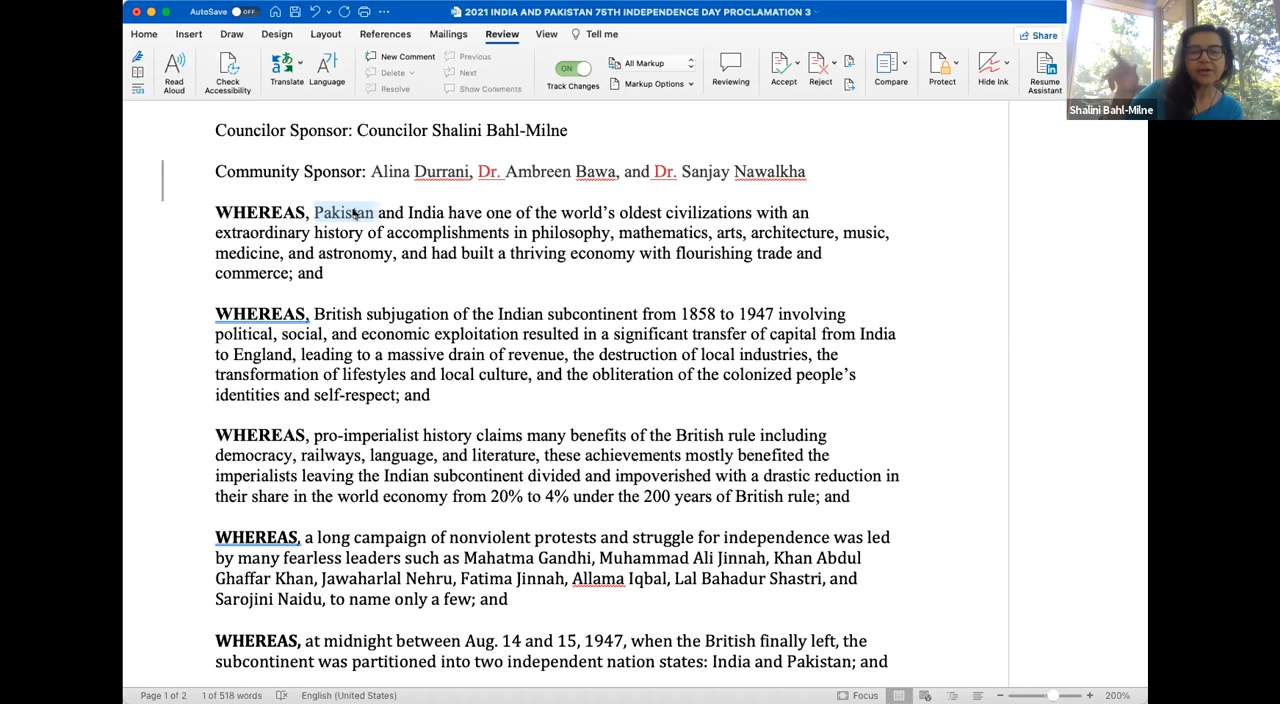 AutoSave OFF 2021 INDIA AND PAKISTAN 75TH INDEPENDENCE DAY PROCLAMATION 3
Home Insert Draw Design Layout References Mailings Review View Tell me Share
Read Aloud
Check Accessibility
Translate
Language
New Comment
Delete
Resolve
Previous
Next
Show Comments
ON
Track Changes
All Markup
Markup Options
Reviewing
Accept
Reject
Compare
Protect
Hide Ink
Resume Assistant
Shalini Bahl-Milne
Councilor Sponsor: Councilor Shalini Bahl-Milne
Community Sponsor: Alina Durrani, Dr. Ambreen Bawa, and Dr. Sanjay Nawalkha
WHEREAS, Pakistan and India have one of the world’s oldest civilizations with an
extraordinary history of accomplishments in philosophy, mathematics, arts, architecture, music,
medicine, and astronomy, and had built a thriving economy with flourishing trade and
commerce; and
WHEREAS, British subjugation of the Indian subcontinent from 1858 to 1947 involving
political, social, and economic exploitation resulted in a significant transfer of capital from India
to England, leading to a massive drain of revenue, the destruction of local industries, the
transformation of lifestyles and local culture, and the obliteration of the colonized people’s
identities and self-respect; and
WHEREAS, pro-imperialist history claims many benefits of the British rule including
democracy, railways, language, and literature, these achievements mostly benefited the
imperialists leaving the Indian subcontinent divided and impoverished with a drastic reduction in
their share in the world economy from 20% to 4% under the 200 years of British rule; and
WHEREAS, a long campaign of nonviolent protests and struggle for independence was led
by many fearless leaders such as Mahatma Gandhi, Muhammad Ali Jinnah, Khan Abdul
Ghaffar Khan, Jawaharlal Nehru, Fatima Jinnah, Allama Iqbal, Lal Bahadur Shastri, and
Sarojini Naidu, to name only a few; and
WHEREAS, at midnight between Aug. 14 and 15, 1947, when the British finally left, the
subcontinent was partitioned into two independent nation states: India and Pakistan; and
Page 1 of 2 1 of 518 words English (United States) Focus 200%